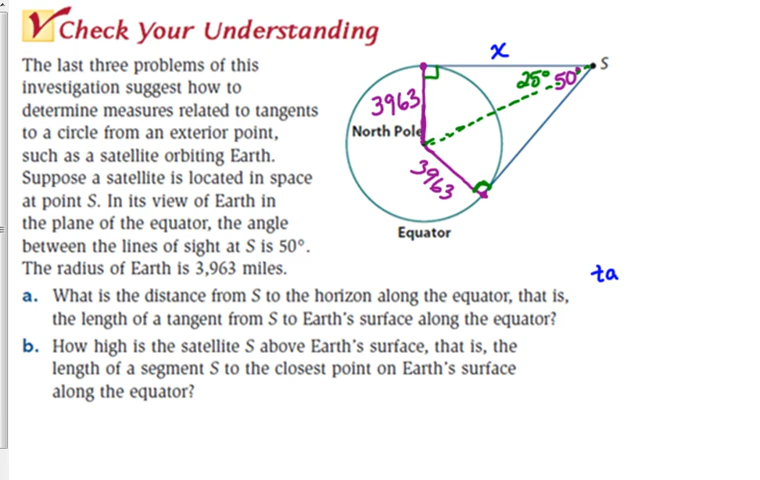 Check Your Understanding
The last three problems of this
investigation suggest how to
determine measures related to tangents
to a circle from an exterior point,
such as a satellite orbiting Earth.
Suppose a satellite is located in space
at point S. In its view of Earth in
the plane of the equator, the angle
between the lines of sight at S is 50°.
The radius of Earth is 3,963 miles.
a. What is the distance from S to the horizon along the equator, that is,
the length of a tangent from S to Earth's surface along the equator?
b. How high is the satellite S above Earth's surface, that is, the
length of a segment S to the closest point on Earth's surface
along the equator?
x
S
25° 50°
3963
North Pole
3963
Equator
ta